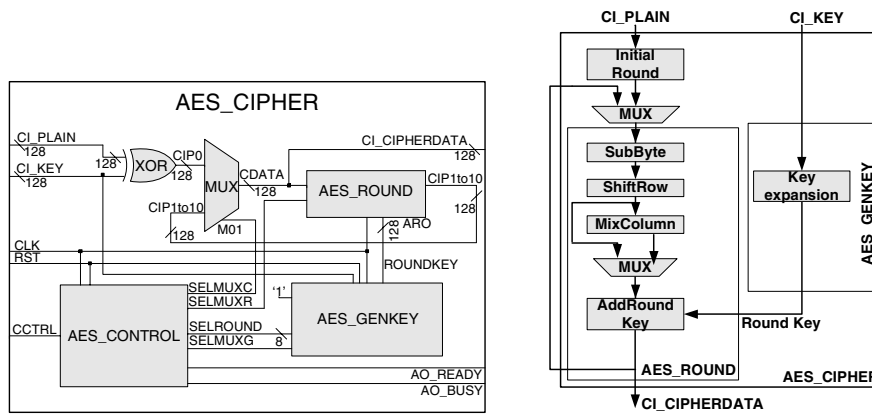 AES_CIPHER
CI_PLAIN
128
CI_KEY
128
128
XOR
CIP0
128
MUX
CDATA
128
CI_CIPHERDATA
128
AES_ROUND
CIP1to10
128
CIP1to10
128
M01
128
ARO
CLK
RST
ROUNDKEY
SELMUXC
SELMUXR
'1'
AES_GENKEY
AES_CONTROL
CCTRL
SELROUND
SELMUXG
8
AO_READY
AO_BUSY
CI_PLAIN
CI_KEY
Initial
Round
MUX
SubByte
ShiftRow
MixColumn
MUX
AddRound
Key
Key
expansion
AES_GENKEY
Round Key
AES_ROUND
AES_CIPHER
CI_CIPHERDATA